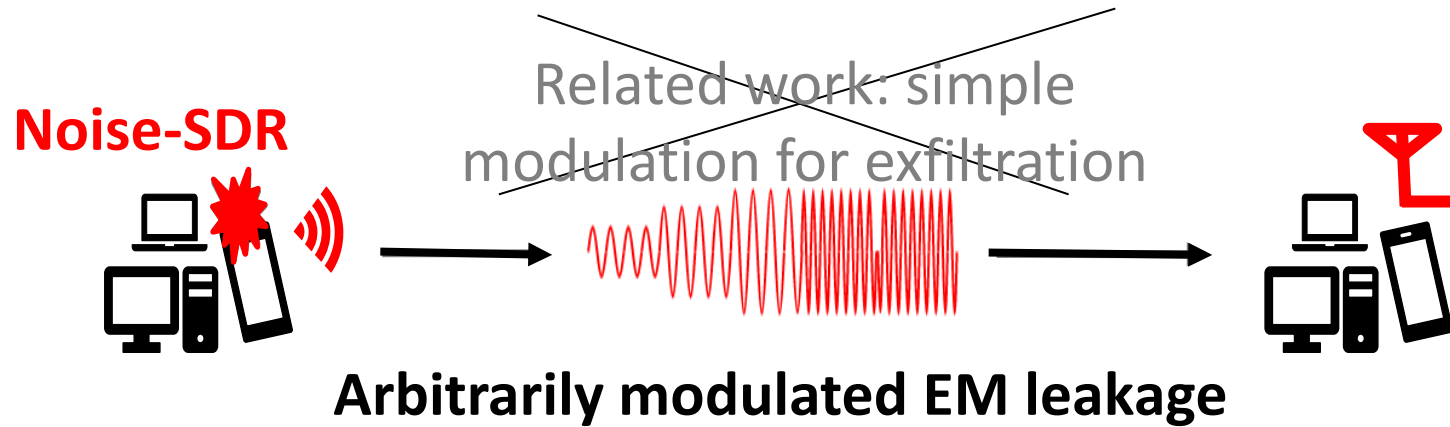 Related work: simple
modulation for exfiltration
Noise-SDR
Arbitrarily modulated EM leakage